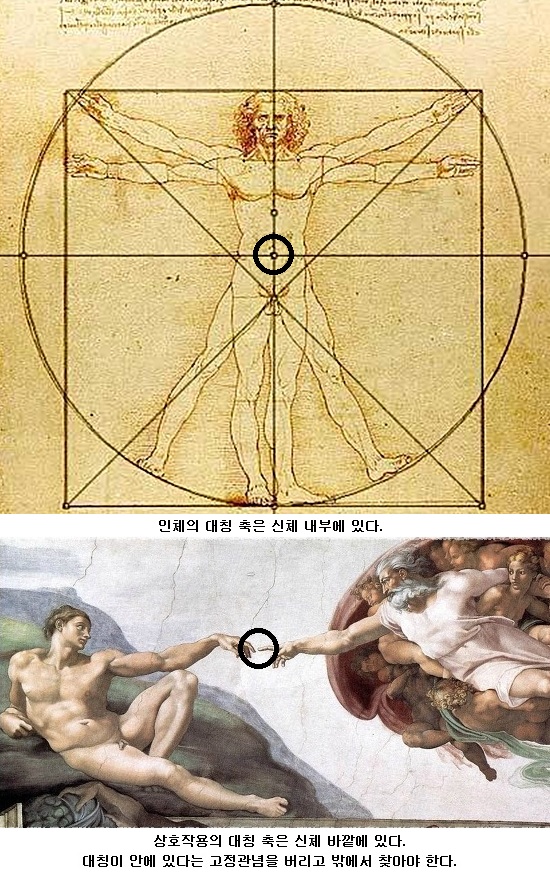 인체의 대칭 축은 신체 내부에 있다.
상호작용의 대칭 축은 신체 바깥에 있다.
대칭이 안에 있다는 고정관념을 버리고 밖에서 찾아야 한다.